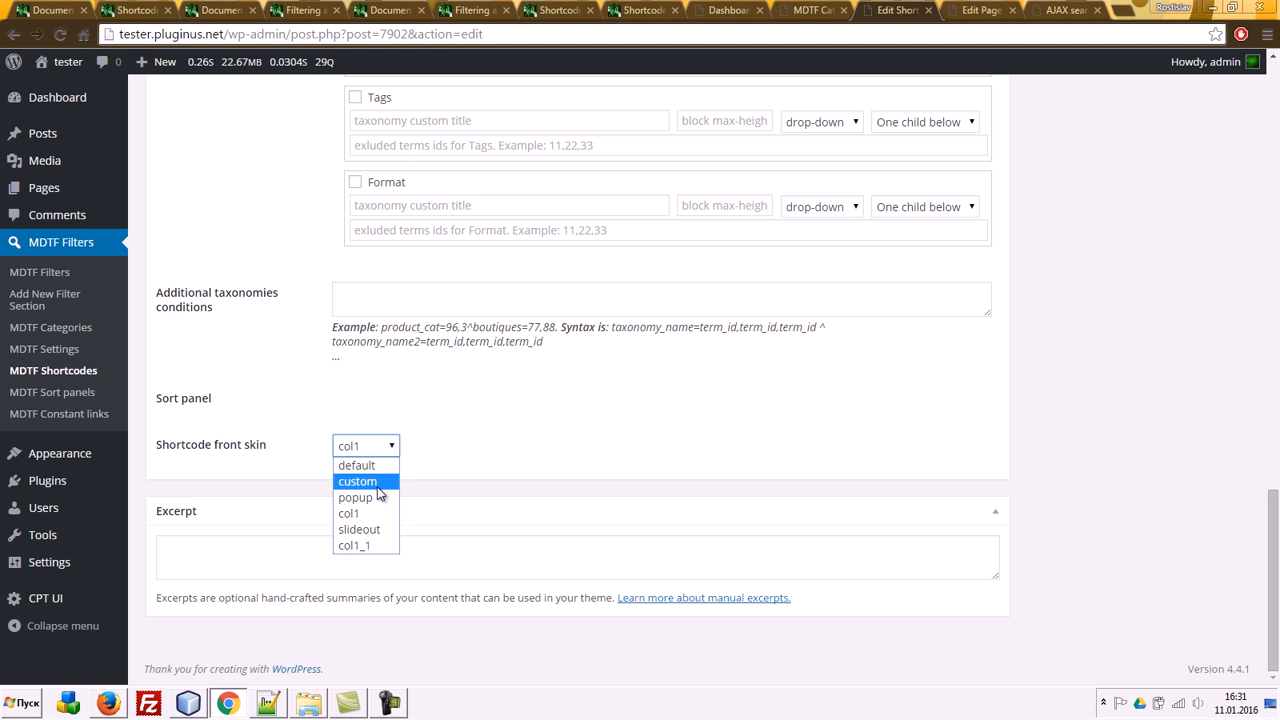 Documen
Shortcod
Documen
Filtering a
Documen
Filtering a
Shortcod
Shortcode
Dashboar
MDTF Cat
Edit Short
Edit Page
AJAX sear
Rostislav
tester.pluginus.net/wp-admin/post.php?post=7902&action=edit
tester
0
New
0.26s
22.67MB
0.0304s
29Q
Howdy, admin
Dashboard
Posts
Media
Pages
Comments
MDTF Filters
MDTF Filters
Add New Filter
Section
MDTF Categories
MDTF Settings
MDTF Shortcodes
MDTF Sort panels
MDTF Constant links
Appearance
Plugins
Users
Tools
Settings
CPT UI
Collapse menu
Tags
taxonomy custom title
block max-heigh
drop-down
One child below
exluded terms ids for Tags. Example: 11,22,33
Format
taxonomy custom title
block max-heigh
drop-down
One child below
exluded terms ids for Format. Example: 11,22,33
Additional taxonomies
conditions
Example: product_cat=96,3^boutiques=77,88. Syntax is: taxonomy_name=term_id,term_id,term_id ^
taxonomy_name2=term_id,term_id,term_id
...
Sort panel
Shortcode front skin
col1
default
custom
popup
col1
slideout
col1_1
Excerpt
Excerpts are optional hand-crafted summaries of your content that can be used in your theme. Learn more about manual excerpts.
Thank you for creating with WordPress.
Version 4.4.1
Пуск
16:31
11.01.2016